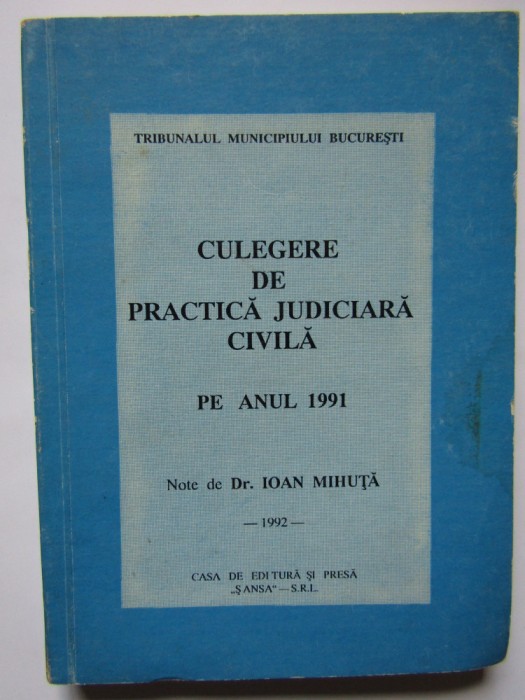 TRIBUNALUL MUNICIPIULUI BUCUREŞTI
CULEGERE
DE
PRACTICĂ JUDICIARĂ
CIVILĂ
PE ANUL 1991
Note de Dr. IOAN MIHUŢĂ
— 1992 —
CASA DE EDITURĂ ŞI PRESĂ
„ŞANSA" — S.R.L.